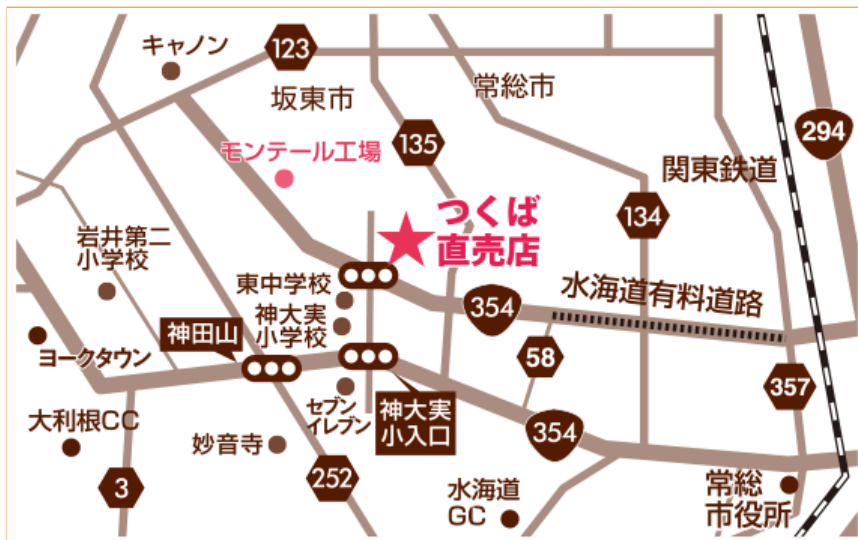 キャノン
123
坂東市
常総市
294
モンテール工場
135
関東鉄道
つくば
直売店
134
岩井第二
小学校
東中学校
354
水海道有料道路
神大実
小学校
神田山
ヨークタウン
58
357
セブン
イレブン
神大実
小入口
大利根CC
妙音寺
354
3
252
水海道
GC
常総
市役所